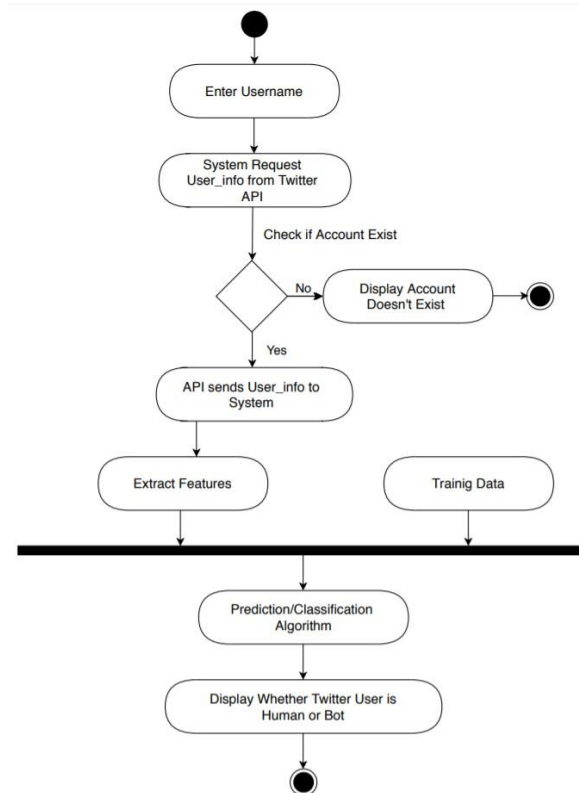 Enter Username
System Request
User_info from Twitter
API
Check if Account Exist
No
Display Account
Doesn't Exist
Yes
API sends User_info to
System
Extract Features
Trainig Data
Prediction/Classification
Algorithm
Display Whether Twitter User is
Human or Bot